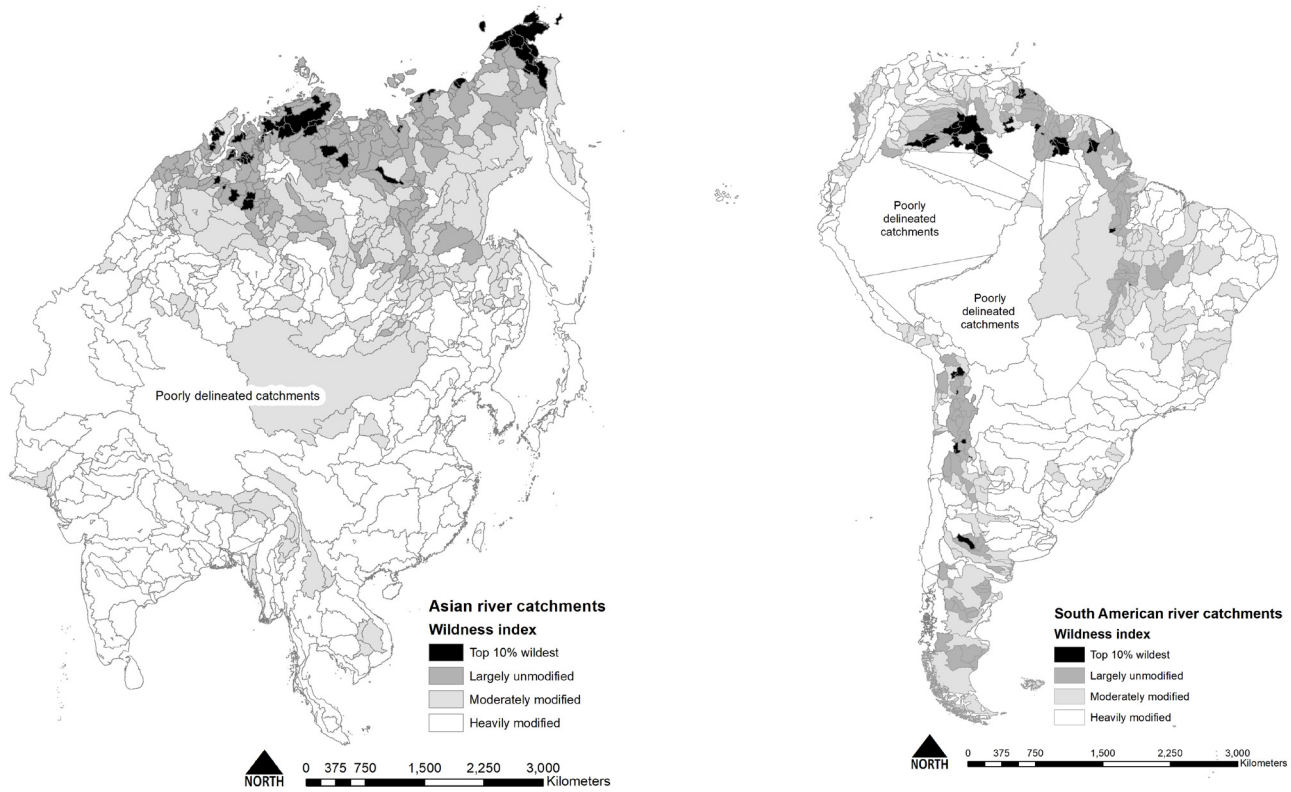 Poorly delineated catchments
Asian river catchments
Wildness index
Top 10% wildest
Largely unmodified
Moderately modified
Heavily modified
NORTH
0 375 750 1,500 2,250 3,000
Kilometers
Poorly
delineated
catchments
Poorly
delineated
catchments
South American river catchments
Wildness index
Top 10% wildest
Largely unmodified
Moderately modified
Heavily modified
NORTH
0 375 750 1,500 2,250 3,000
Kilometers